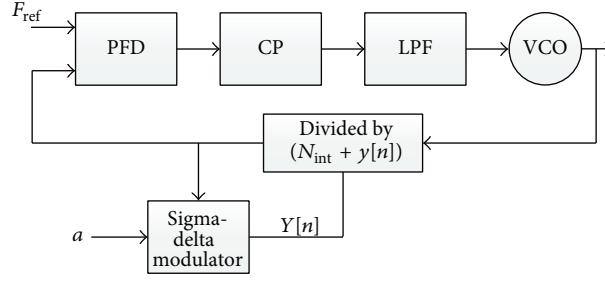 F_ref
PFD
CP
LPF
VCO
Divided by
(N_int + y[n])
a
Sigma-
delta
modulator
Y[n]